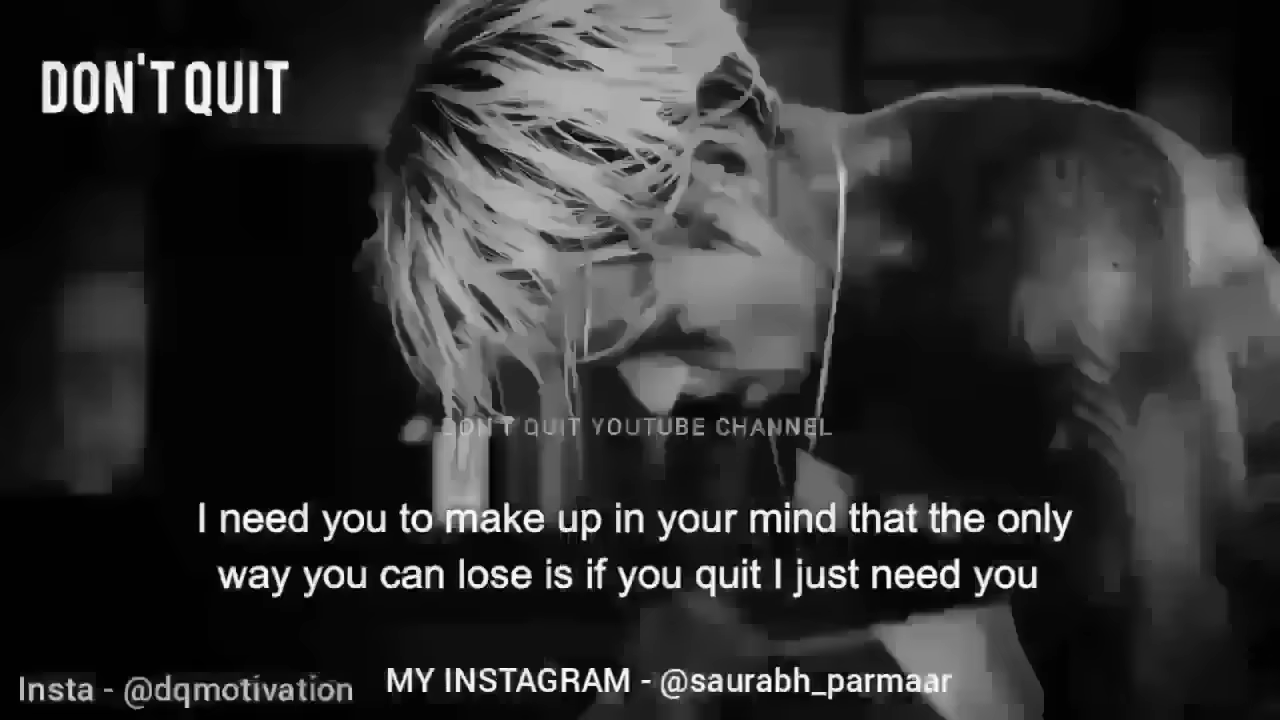 DON'T QUIT
DON'T QUIT YOUTUBE CHANNEL
I need you to make up in your mind that the only
way you can lose is if you quit I just need you
Insta - @dqmotivation
MY INSTAGRAM - @saurabh_parmaar